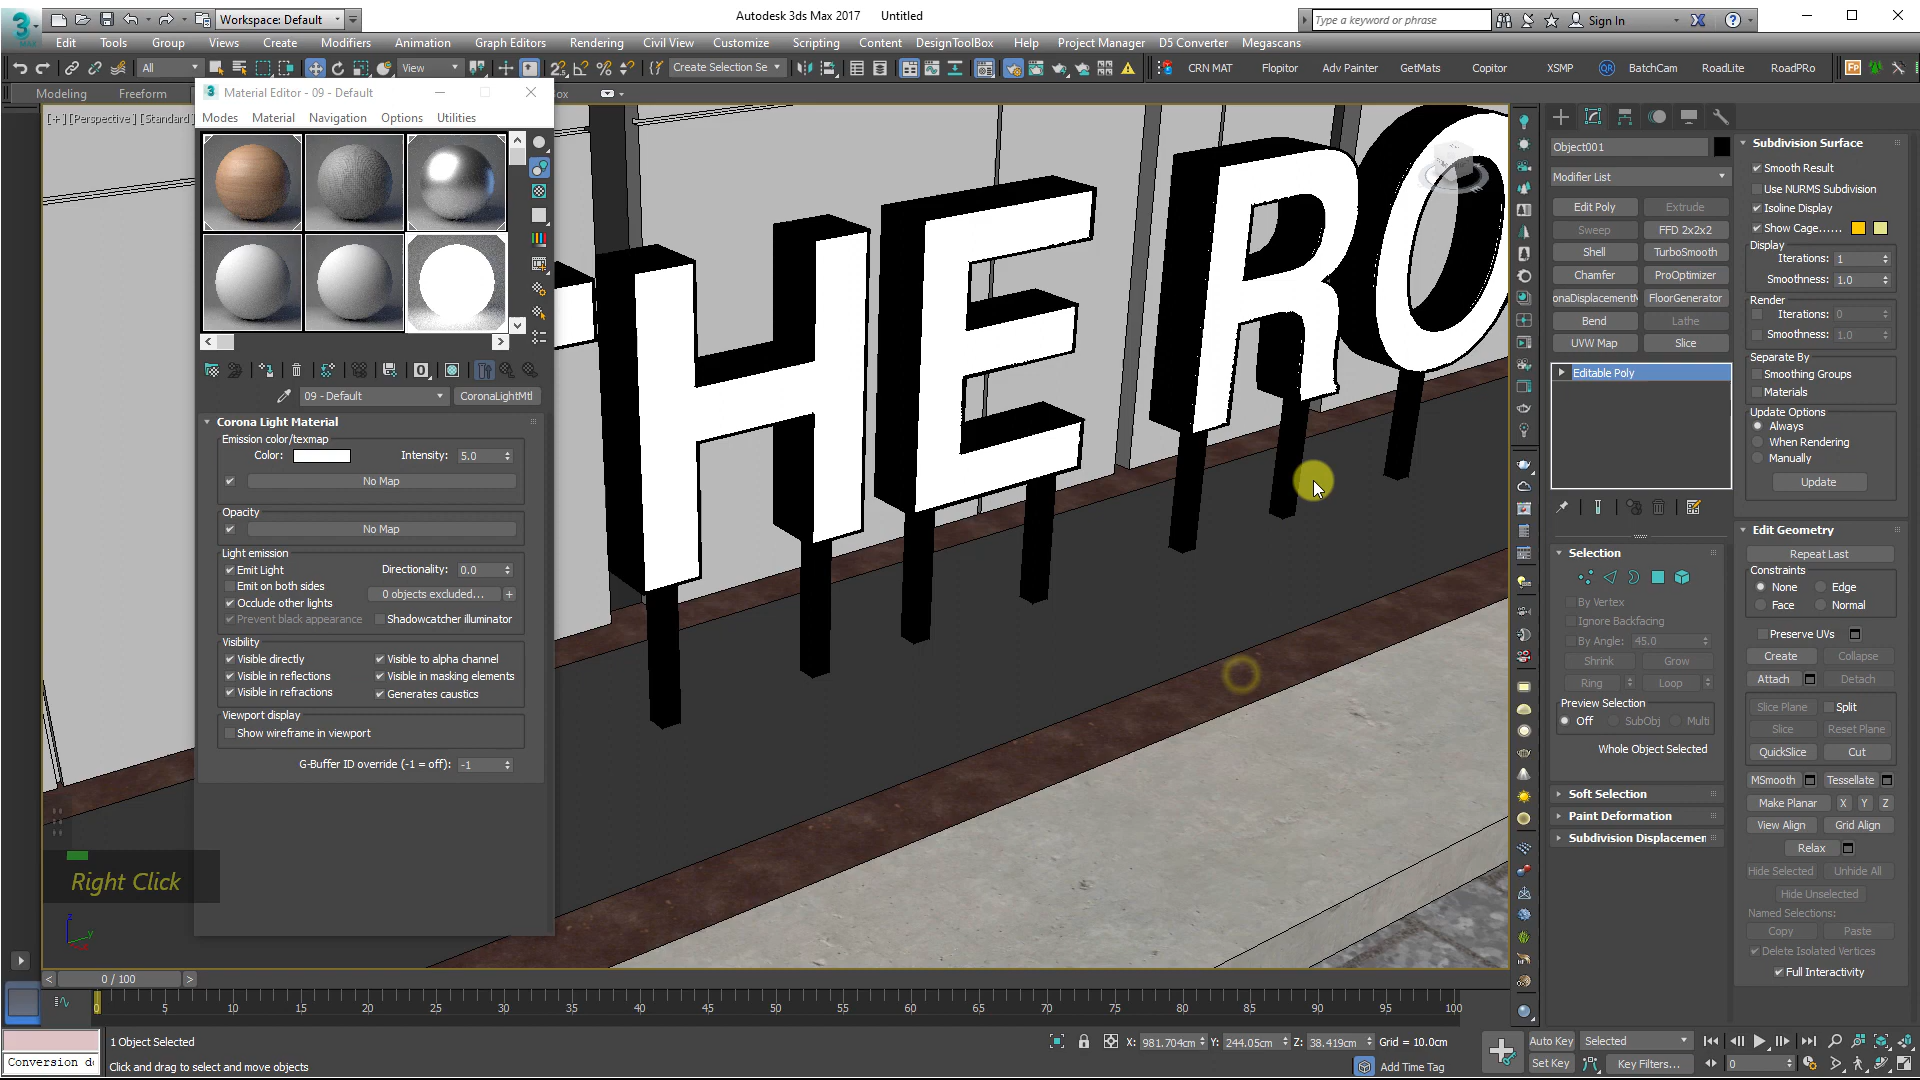 Workspace: Default
Autodesk 3ds Max 2017 Untitled
Type a keyword or phrase
Sign In
Edit Tools Group Views Create Modifiers Animation Graph Editors Rendering Civil View Customize Scripting Content DesignToolBox Help Project Manager D5 Converter Megascans
All View Create Selection Se CRN MAT Flopitor Adv Painter GetMats Copitor XSMP BatchCam RoadLite RoadPRo
Modeling Freeform
Material Editor - 09 - Default
Modes Material Navigation Options Utilities
[+] [Perspective] [Standard]
09 - Default CoronaLightMtl
Corona Light Material
Emission color/texmap
Color: Intensity: 5.0
No Map
Opacity
No Map
Light emission
Emit Light Directionality: 0.0
Emit on both sides 0 objects excluded... +
Occlude other lights
Prevent black appearance Shadowcatcher illuminator
Visibility
Visible directly Visible to alpha channel
Visible in reflections Visible in masking elements
Visible in refractions Generates caustics
Viewport display
Show wireframe in viewport
G-Buffer ID override (-1 = off): -1
HE RO
Right Click
Object001
Modifier List
Edit Poly Extrude
Sweep FFD 2x2x2
Shell TurboSmooth
Chamfer ProOptimizer
onaDisplacementN FloorGenerator
Bend Lathe
UVW Map Slice
Editable Poly
Selection
By Vertex
Ignore Backfacing
By Angle: 45.0
Shrink Grow
Ring Loop
Preview Selection
Off SubObj Multi
Whole Object Selected
Soft Selection
Paint Deformation
Subdivision Displacemen
Subdivision Surface
Smooth Result
Use NURMS Subdivision
Isoline Display
Show Cage......
Display
Iterations: 1
Smoothness: 1.0
Render
Iterations: 0
Smoothness: 1.0
Separate By
Smoothing Groups
Materials
Update Options
Always
When Rendering
Manually
Update
Edit Geometry
Repeat Last
Constraints
None Edge
Face Normal
Preserve UVs
Create Collapse
Attach Detach
Slice Plane Split
Slice Reset Plane
QuickSlice Cut
MSmooth Tessellate
Make Planar X Y Z
View Align Grid Align
Relax
Hide Selected Unhide All
Hide Unselected
Named Selections:
Copy Paste
Delete Isolated Vertices
Full Interactivity
0 / 100
0 5 10 15 20 25 30 35 40 45 50 55 60 65 70 75 80 85 90 95 100
1 Object Selected
X: 981.704cm Y: 244.05cm Z: 38.419cm Grid = 10.0cm
Auto Key Selected
Conversion d
Click and drag to select and move objects
Add Time Tag
Set Key Key Filters... 0